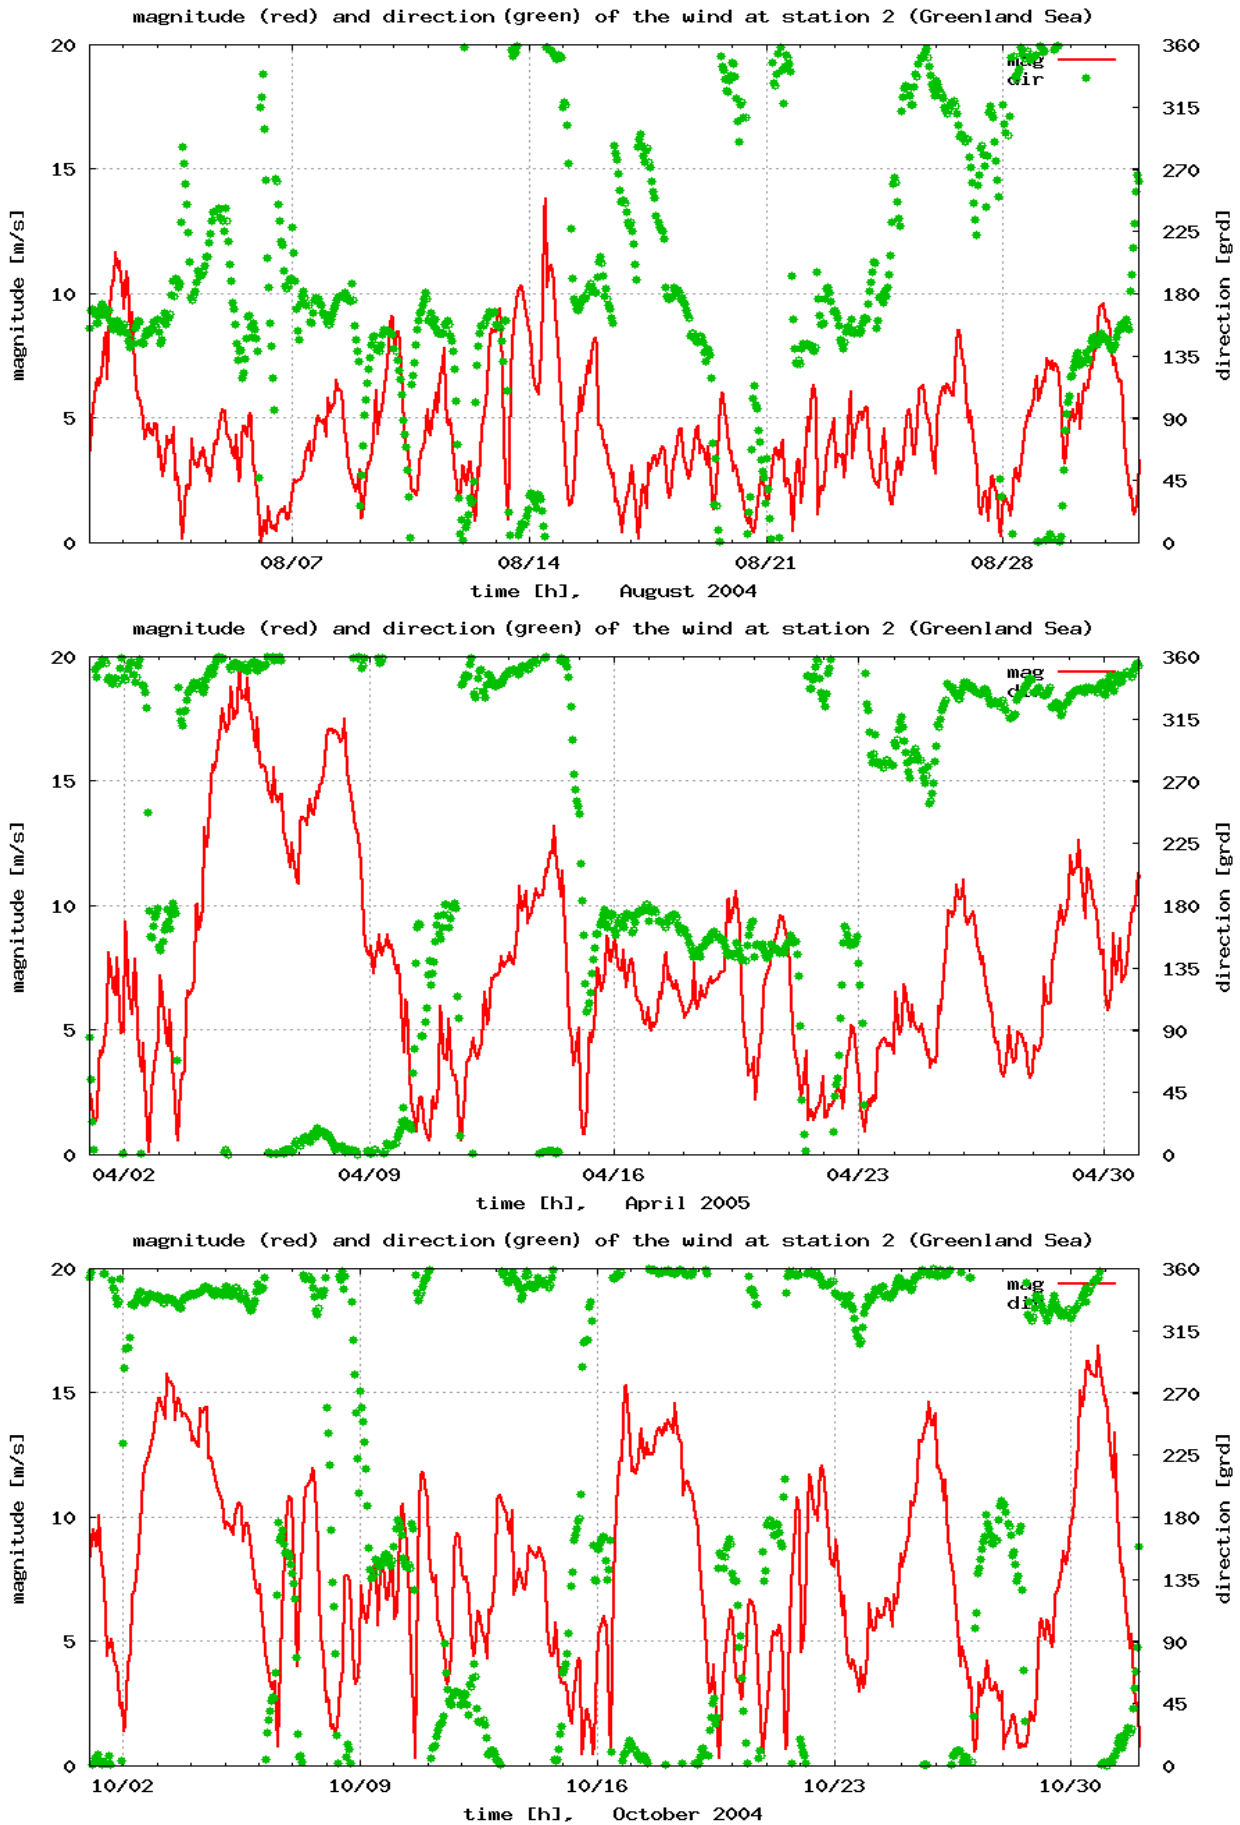 magnitude (red) and direction (green) of the wind at station 2 (Greenland Sea)
20 360
mag
dir
315
15 270
225
magnitude [m/s] direction [grd]
10 180
135
5 90
45
0 0
08/07 08/14 08/21 08/28
time [h], August 2004
magnitude (red) and direction (green) of the wind at station 2 (Greenland Sea)
20 360
mag
dir
315
15 270
225
magnitude [m/s] direction [grd]
10 180
135
5 90
45
0 0
04/02 04/09 04/16 04/23 04/30
time [h], April 2005
magnitude (red) and direction (green) of the wind at station 2 (Greenland Sea)
20 360
mag
dir
315
15 270
225
magnitude [m/s] direction [grd]
10 180
135
5 90
45
0 0
10/02 10/09 10/16 10/23 10/30
time [h], October 2004